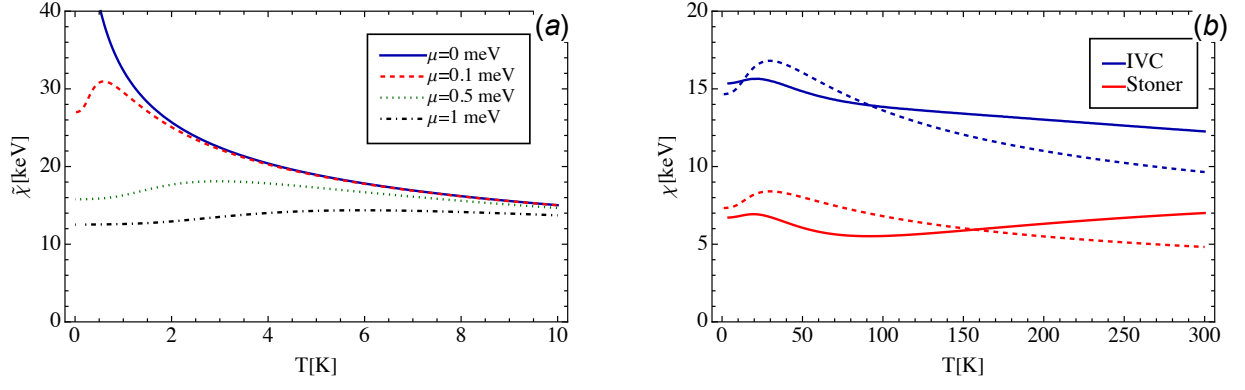 (a)
40
30
20
10
0
χ̃[keV]
μ=0 meV
μ=0.1 meV
μ=0.5 meV
μ=1 meV
0 2 4 6 8 10
T[K]
(b)
20
15
10
5
0
χ[keV]
IVC
Stoner
0 50 100 150 200 250 300
T[K]